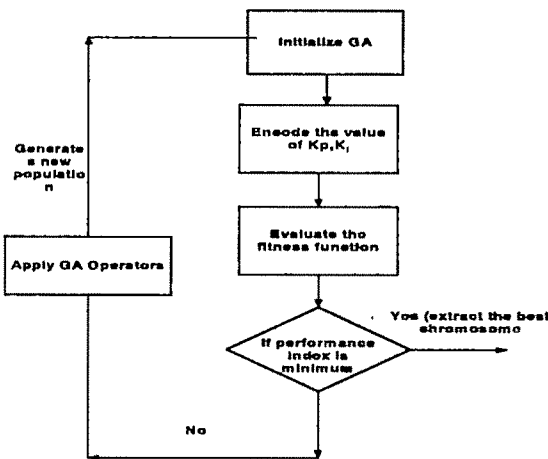 Initialize GA
Encode the value
of Kp,Ki
Generate
a new
populatio
n
Evaluate the
fitness function
Apply GA Operators
Yes (extract the best
chromosome
If performance
index is
minimum
No